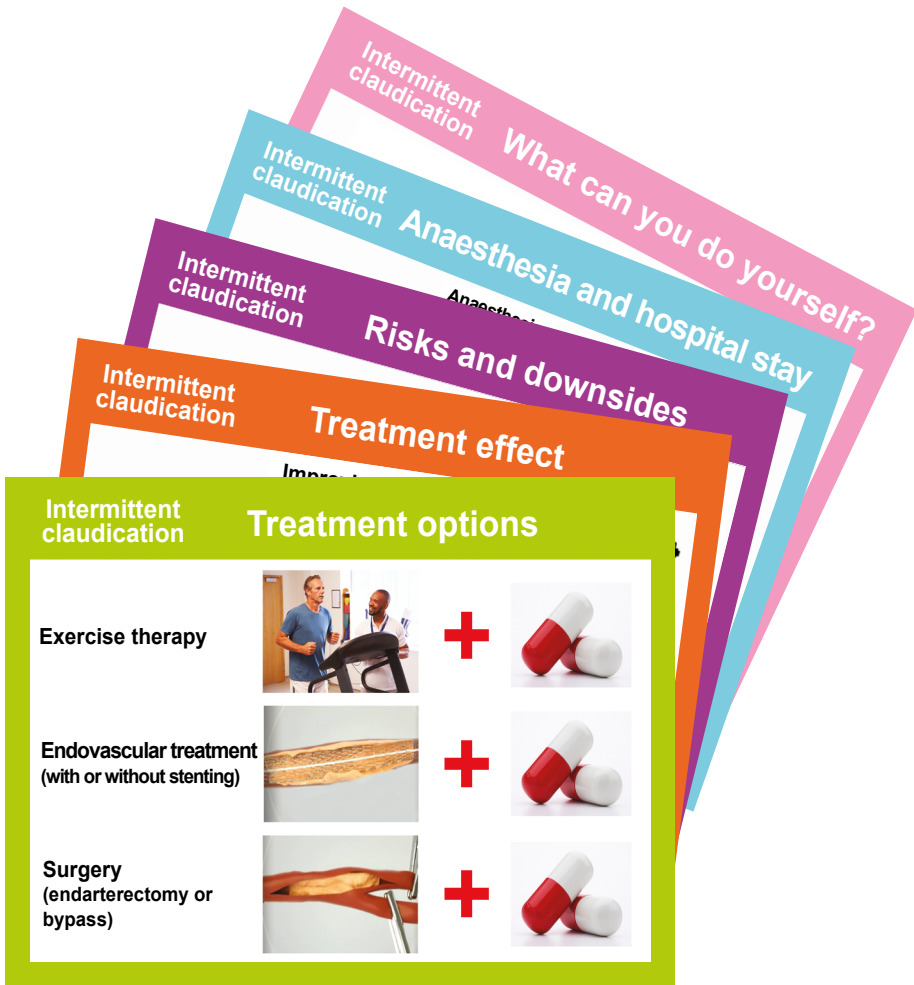 Intermittent
claudication
What can you do yourself?
Intermittent
claudication
Anaesthesia and hospital stay
Intermittent
claudication
Risks and downsides
Intermittent
claudication
Treatment effect
Intermittent
claudication
Treatment options
Exercise therapy
+
Endovascular treatment
(with or without stenting)
+
Surgery
(endarterectomy or
bypass)
+